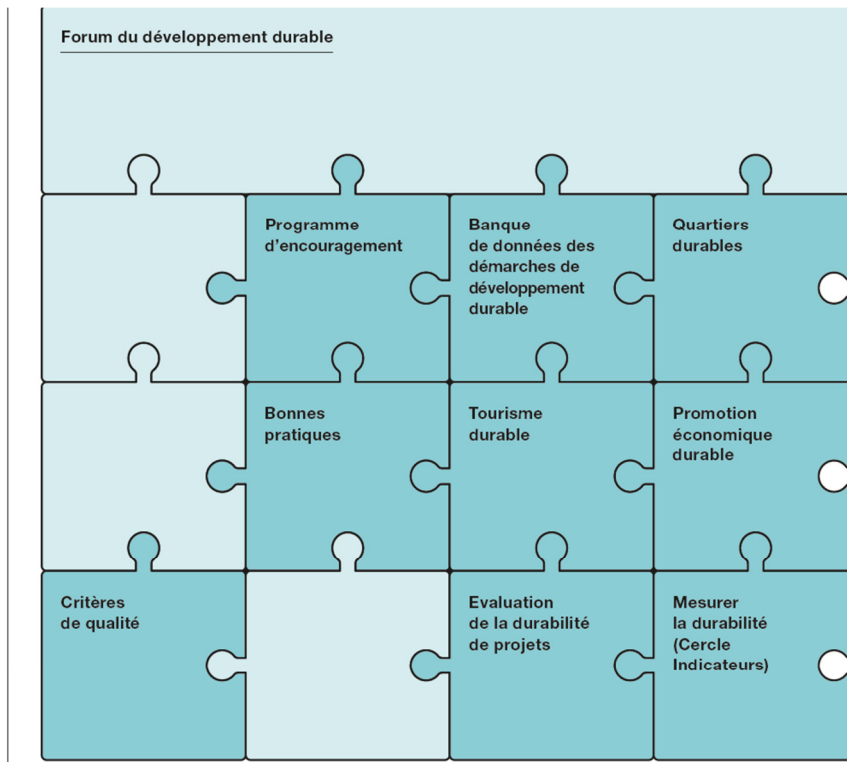 Forum du développement durable
Programme
d'encouragement
Banque
de données des
démarches de
développement
durable
Quartiers
durables
Bonnes
pratiques
Tourisme
durable
Promotion
économique
durable
Critères
de qualité
Evaluation
de la durabilité
de projets
Mesurer
la durabilité
(Cercle
Indicateurs)